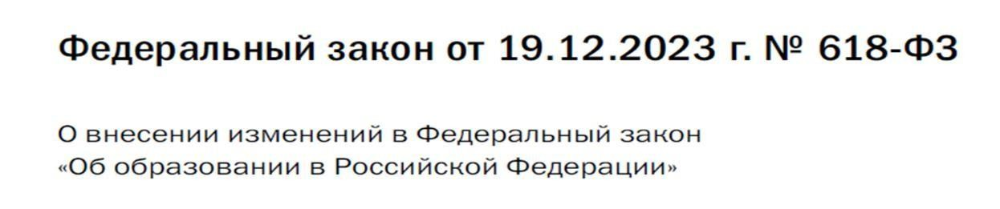 Федеральный закон от 19.12.2023 г. № 618-ФЗ
О внесении изменений в Федеральный закон
«Об образовании в Российской Федерации»